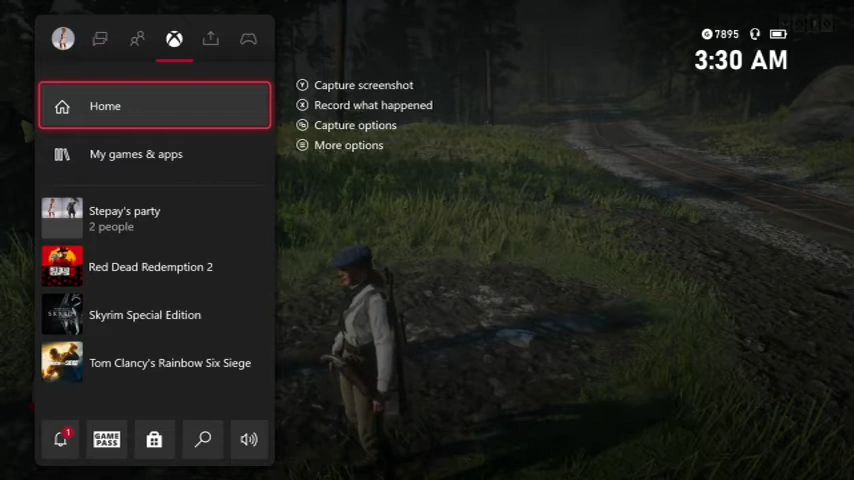 G 7895
3:30 AM
Home
My games & apps
Stepay's party
2 people
Red Dead Redemption 2
Skyrim Special Edition
Tom Clancy's Rainbow Six Siege
1
GAME
PASS
Y Capture screenshot
X Record what happened
Capture options
More options